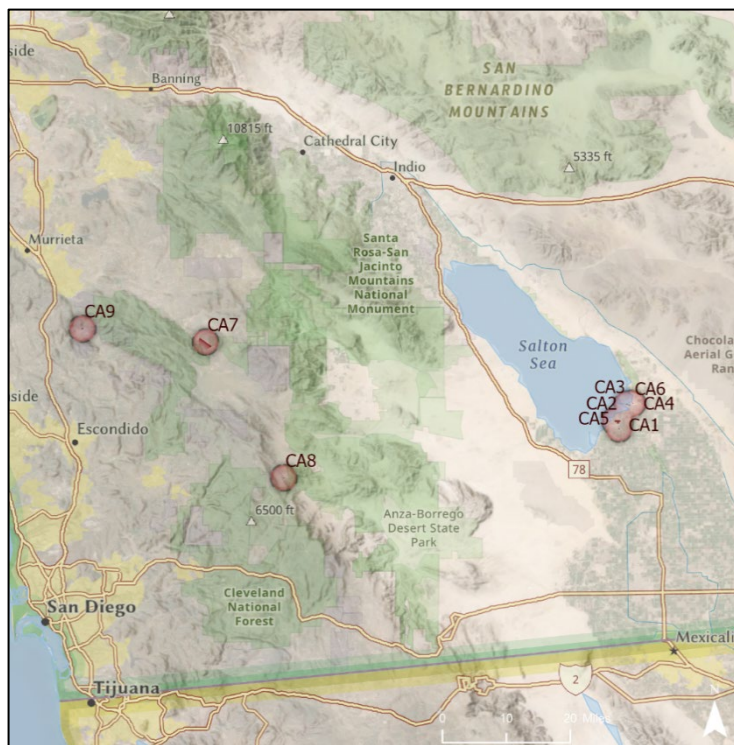 side
Banning
SAN
BERNARDINO
MOUNTAINS
10815 ft
Cathedral City
5335 ft
Indio
Murrieta
Santa
Rosa-San
Jacinto
Mountains
National
Monument
CA9
CA7
Salton
Sea
Chocola
Aerial G
Ran
CA3
CA6
CA2
CA4
CA5
CA1
side
Escondido
CA8
78
6500 ft
Anza-Borrego
Desert State
Park
Cleveland
National
Forest
San Diego
Mexicali
Tijuana
2
N
0
10
20 Miles